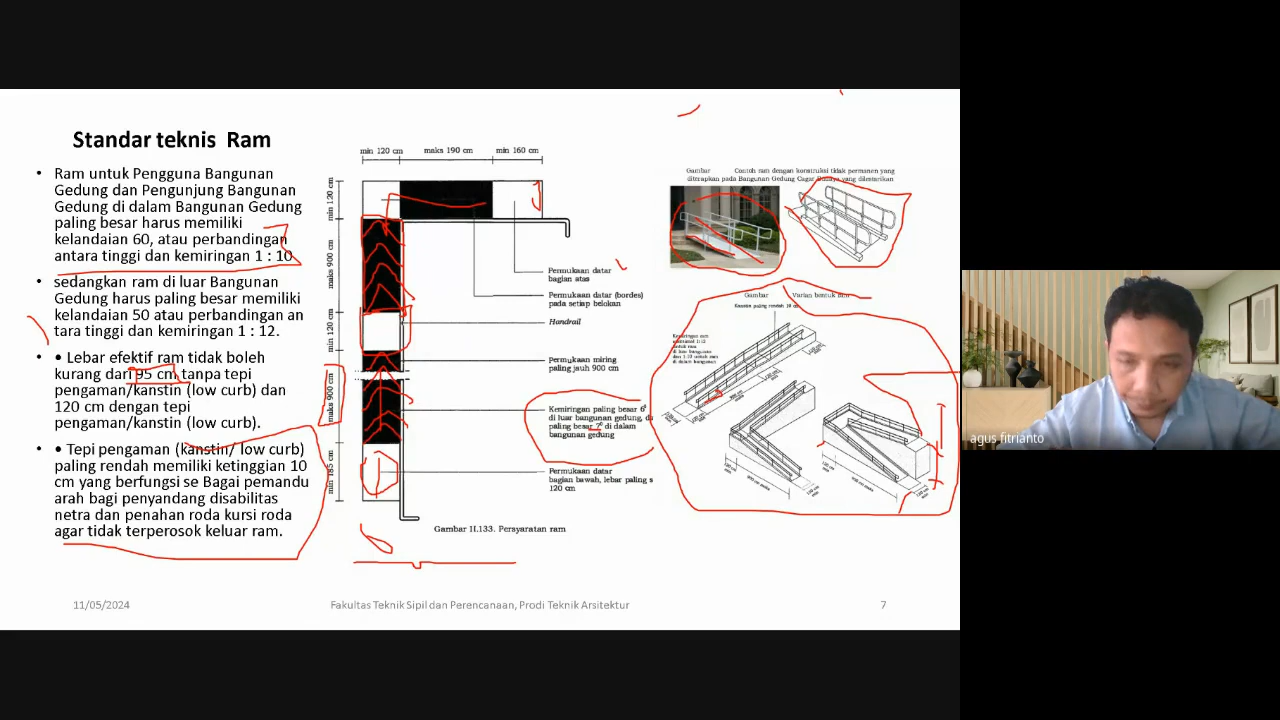 Standar teknis Ram
• Ram untuk Pengguna Bangunan
Gedung dan Pengunjung Bangunan
Gedung di dalam Bangunan Gedung
paling besar harus memiliki
kelandaian 60, atau perbandingan
antara tinggi dan kemiringan 1 : 10
• sedangkan ram di luar Bangunan
Gedung harus paling besar memiliki
kelandaian 50 atau perbandingan an
tara tinggi dan kemiringan 1 : 12.
• • Lebar efektif ram tidak boleh
kurang dari 95 cm tanpa tepi
pengaman/kanstin (low curb) dan
120 cm dengan tepi
pengaman/kanstin (low curb).
• • Tepi pengaman (kanstin/ low curb)
paling rendah memiliki ketinggian 10
cm yang berfungsi se Bagai pemandu
arah bagi penyandang disabilitas
netra dan penahan roda kursi roda
agar tidak terperosok keluar ram.
min 120 cm
maks 190 cm
min 160 cm
min 120 cm
maks 900 cm
min 120 cm
maks 900 cm
Permukaan datar
bagian atas
Permukaan datar (bordes)
pada setiap belokan
Handrail
Permukaan miring
paling jauh 900 cm
Kemiringan paling besar 6°
di luar bangunan gedung, d
paling besar 7° di dalam
bangunan gedung
Permukaan datar
bagian bawah, lebar paling s
120 cm
Gambar II.133. Persyaratan ram
Gambar Contoh ram dengan konstruksi tidak permanen yang
diterapkan pada Bangunan Gedung Cagar Budaya yang dilestarikan
Gambar Varian bentuk ram
11/05/2024
Fakultas Teknik Sipil dan Perencanaan, Prodi Teknik Arsitektur
7
agus fitrianto